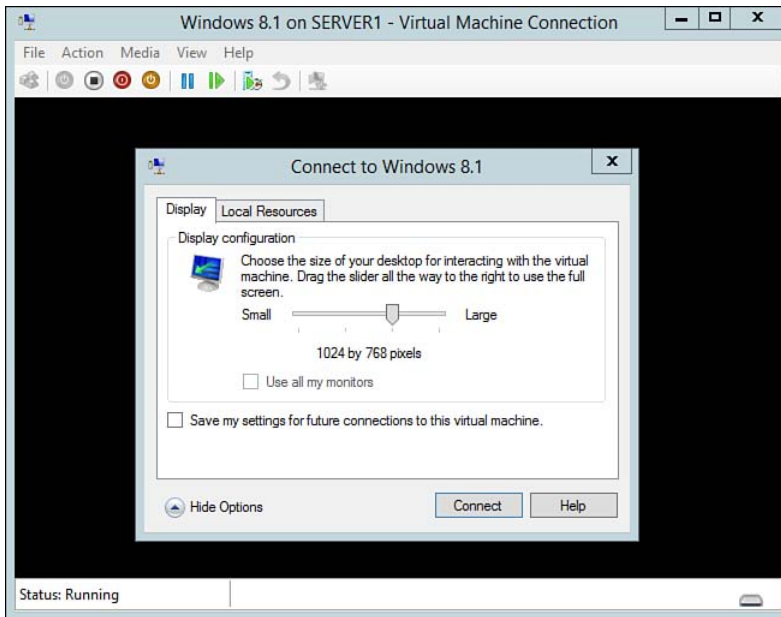 Windows 8.1 on SERVER1 - Virtual Machine Connection
File Action Media View Help
Connect to Windows 8.1
Display Local Resources
Display configuration
Choose the size of your desktop for interacting with the virtual
machine. Drag the slider all the way to the right to use the full
screen.
Small Large
1024 by 768 pixels
Use all my monitors
Save my settings for future connections to this virtual machine.
Hide Options Connect Help
Status: Running